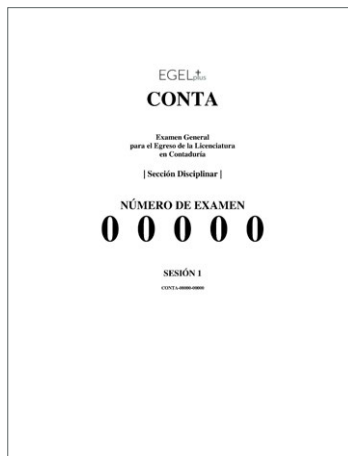 EGEL+plus
CONTA
Examen General
para el Egreso de la Licenciatura
en Contaduría
| Sección Disciplinar |
NÚMERO DE EXAMEN
0 0 0 0 0
SESIÓN 1
CONTA-00000-00000